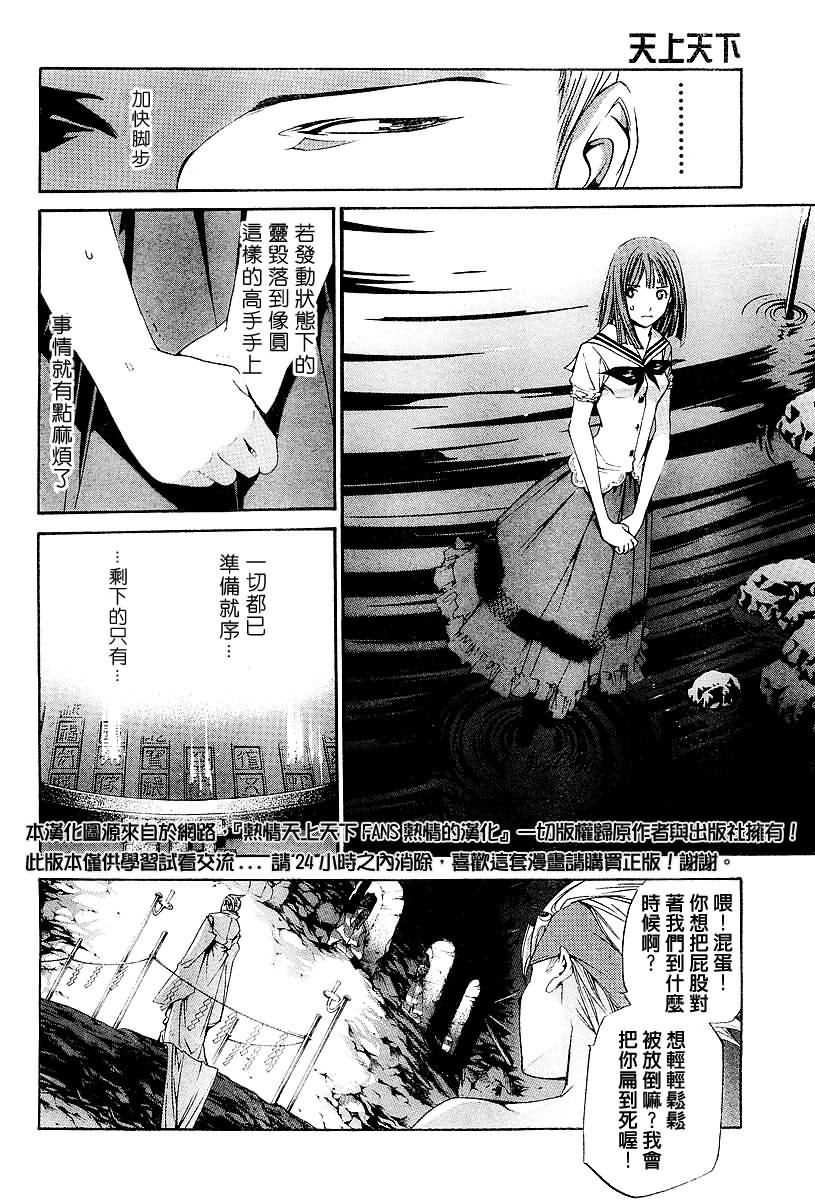 天上天下
………
加快脚步
若發動狀態下的
靈毀落到像圓
這樣的高手手上
事情就有點麻煩了
一切都已
準備就序…
…剩下的只有…
本漢化圖源來自於網路，『熱情天上天下FANS 熱情的漢化』一切版權歸原作者與出版社擁有！
此版本僅供學習試看交流... 請"24"小時之內消除，喜歡這套漫畫請購買正版！謝謝。
喂！混蛋！
你想把屁股對
著我們到什麼
時候啊？
想輕輕鬆鬆
被放倒嘛？我會
把你扁到死喔！